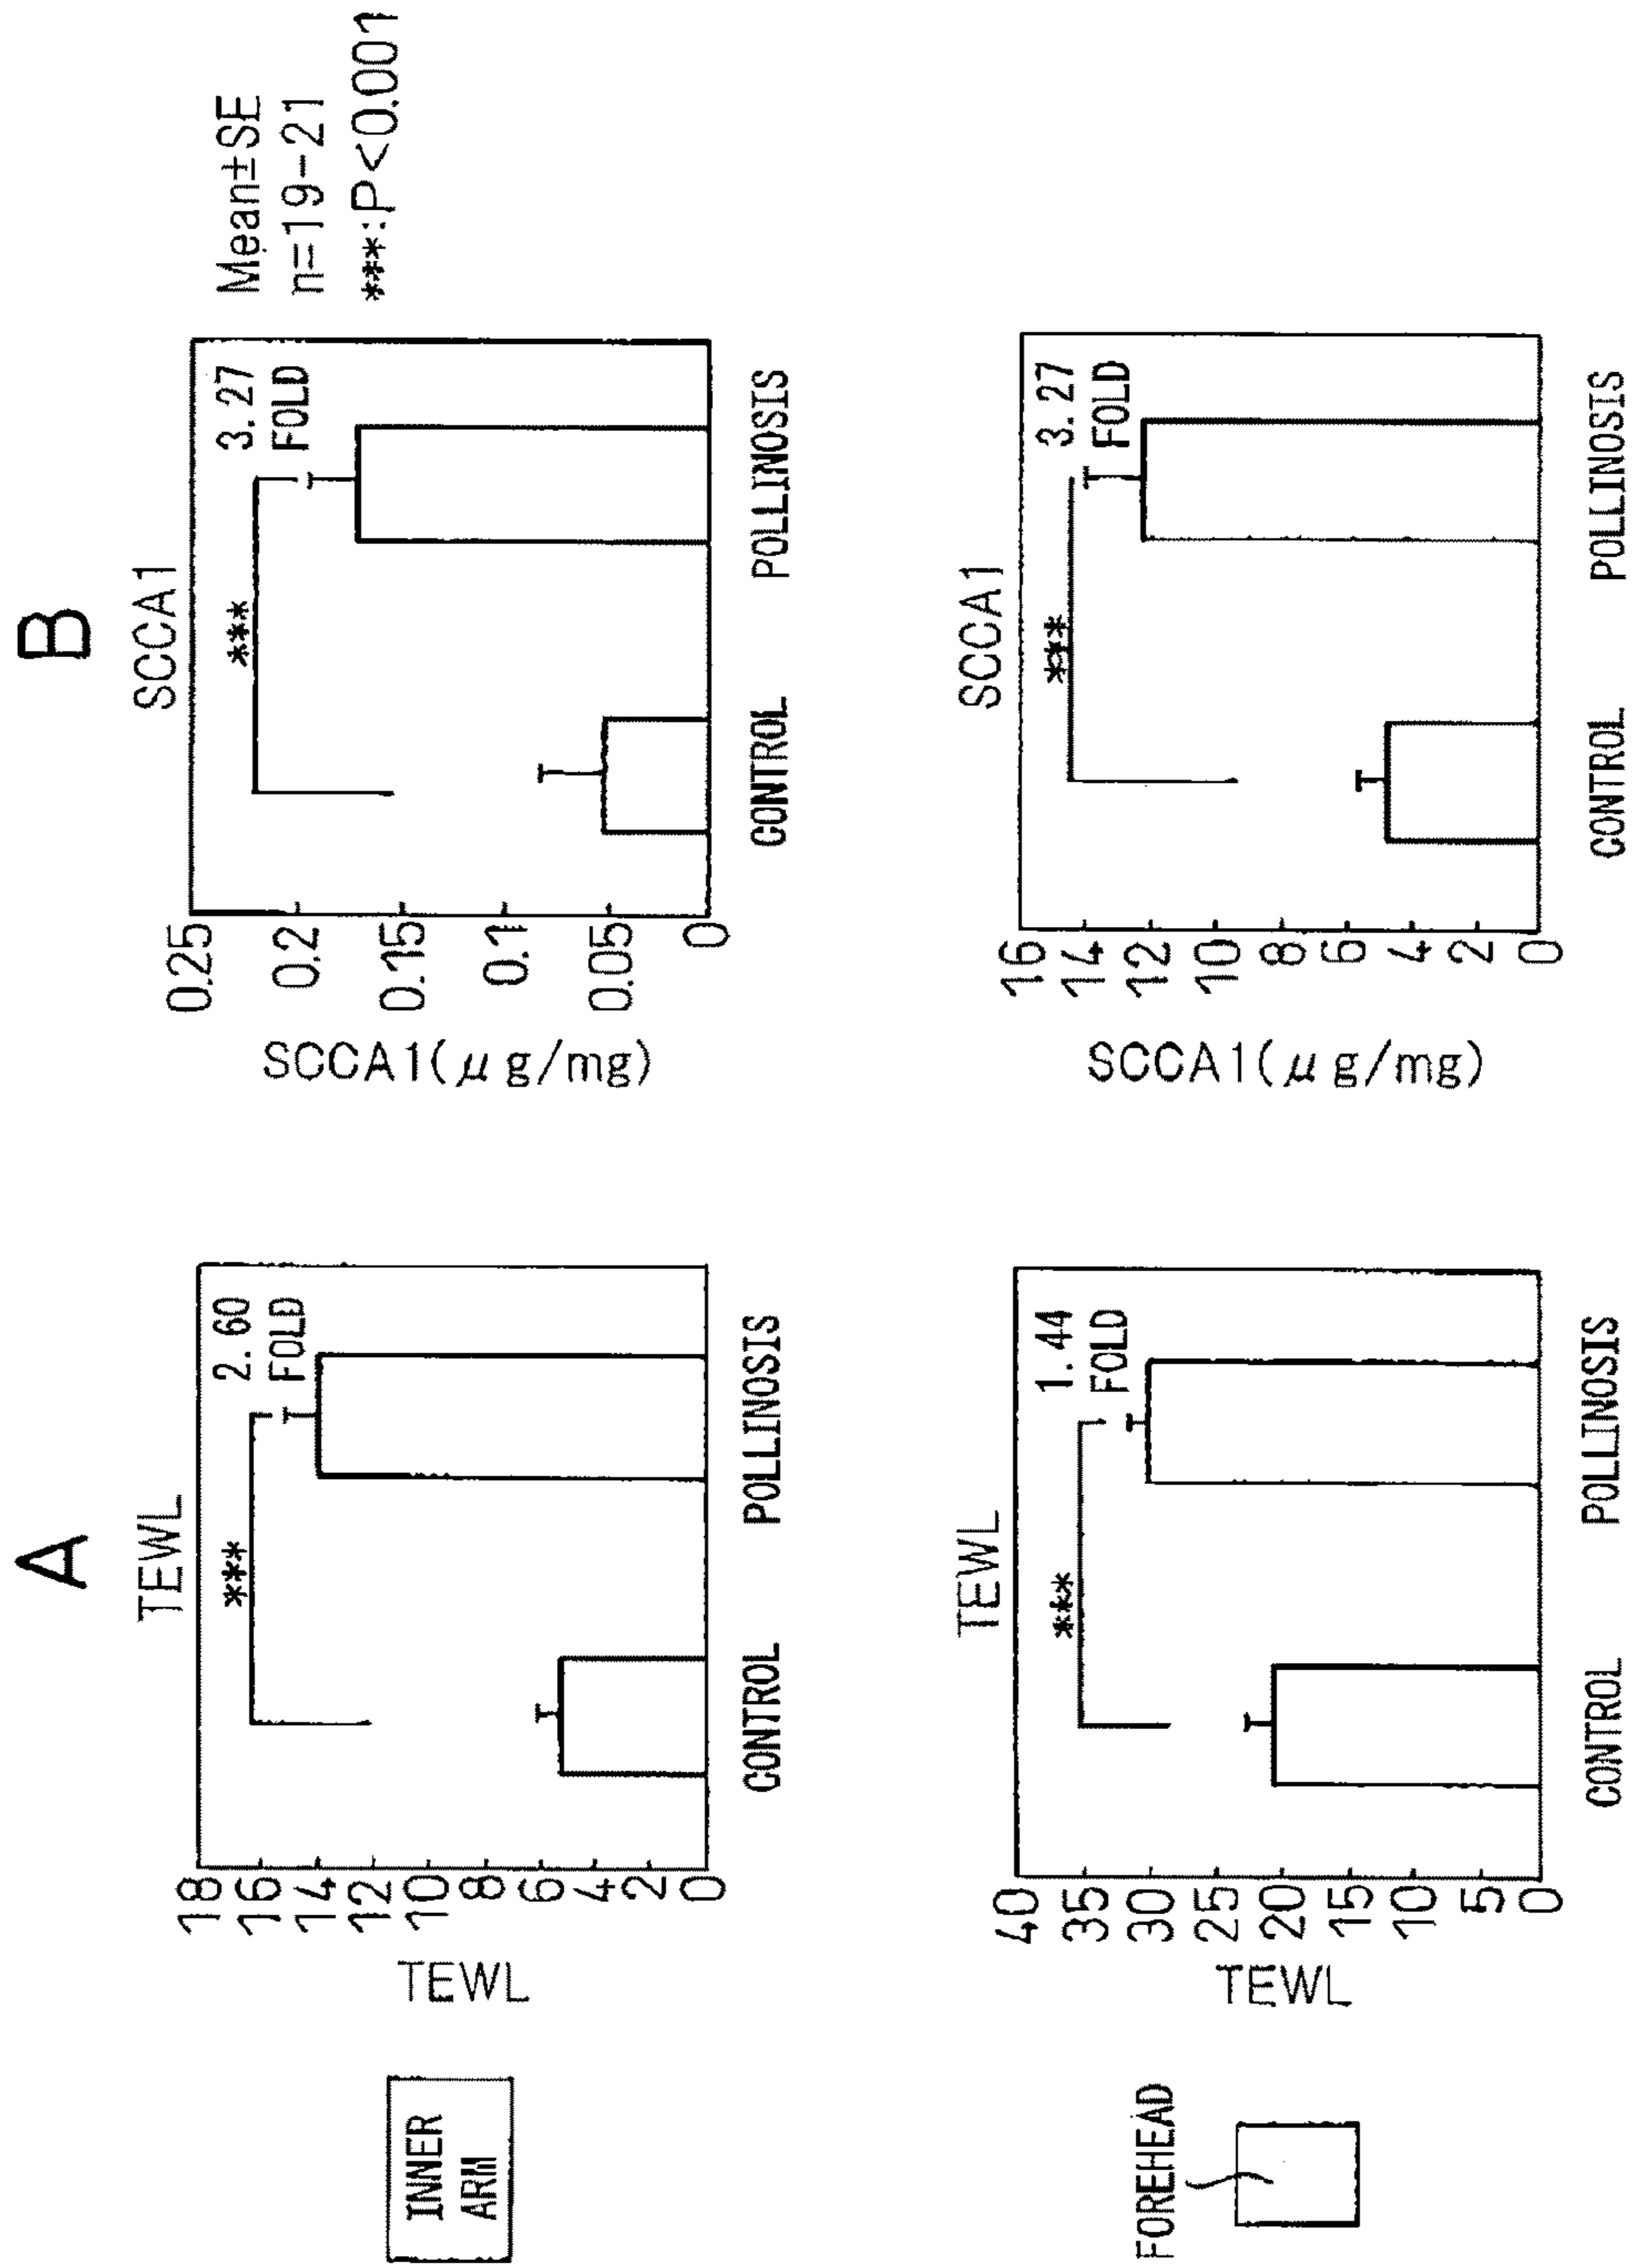 A
B
INNER
ARM
TEWL
TEWL
18
16
14
12
10
8
6
4
2
0
***
2. 60
FOLD
CONTROL
POLLINOSIS
SCCA1
SCCA1(μg/mg)
0.25
0.2
0.15
0.1
0.05
0
***
3. 27
FOLD
CONTROL
POLLINOSIS
Mean±SE
n=19-21
***:P<0.001
FOREHEAD
TEWL
TEWL
40
35
30
25
20
15
10
5
0
***
1. 44
FOLD
CONTROL
POLLINOSIS
SCCA1
SCCA1(μg/mg)
16
14
12
10
8
6
4
2
0
***
3. 27
FOLD
CONTROL
POLLINOSIS